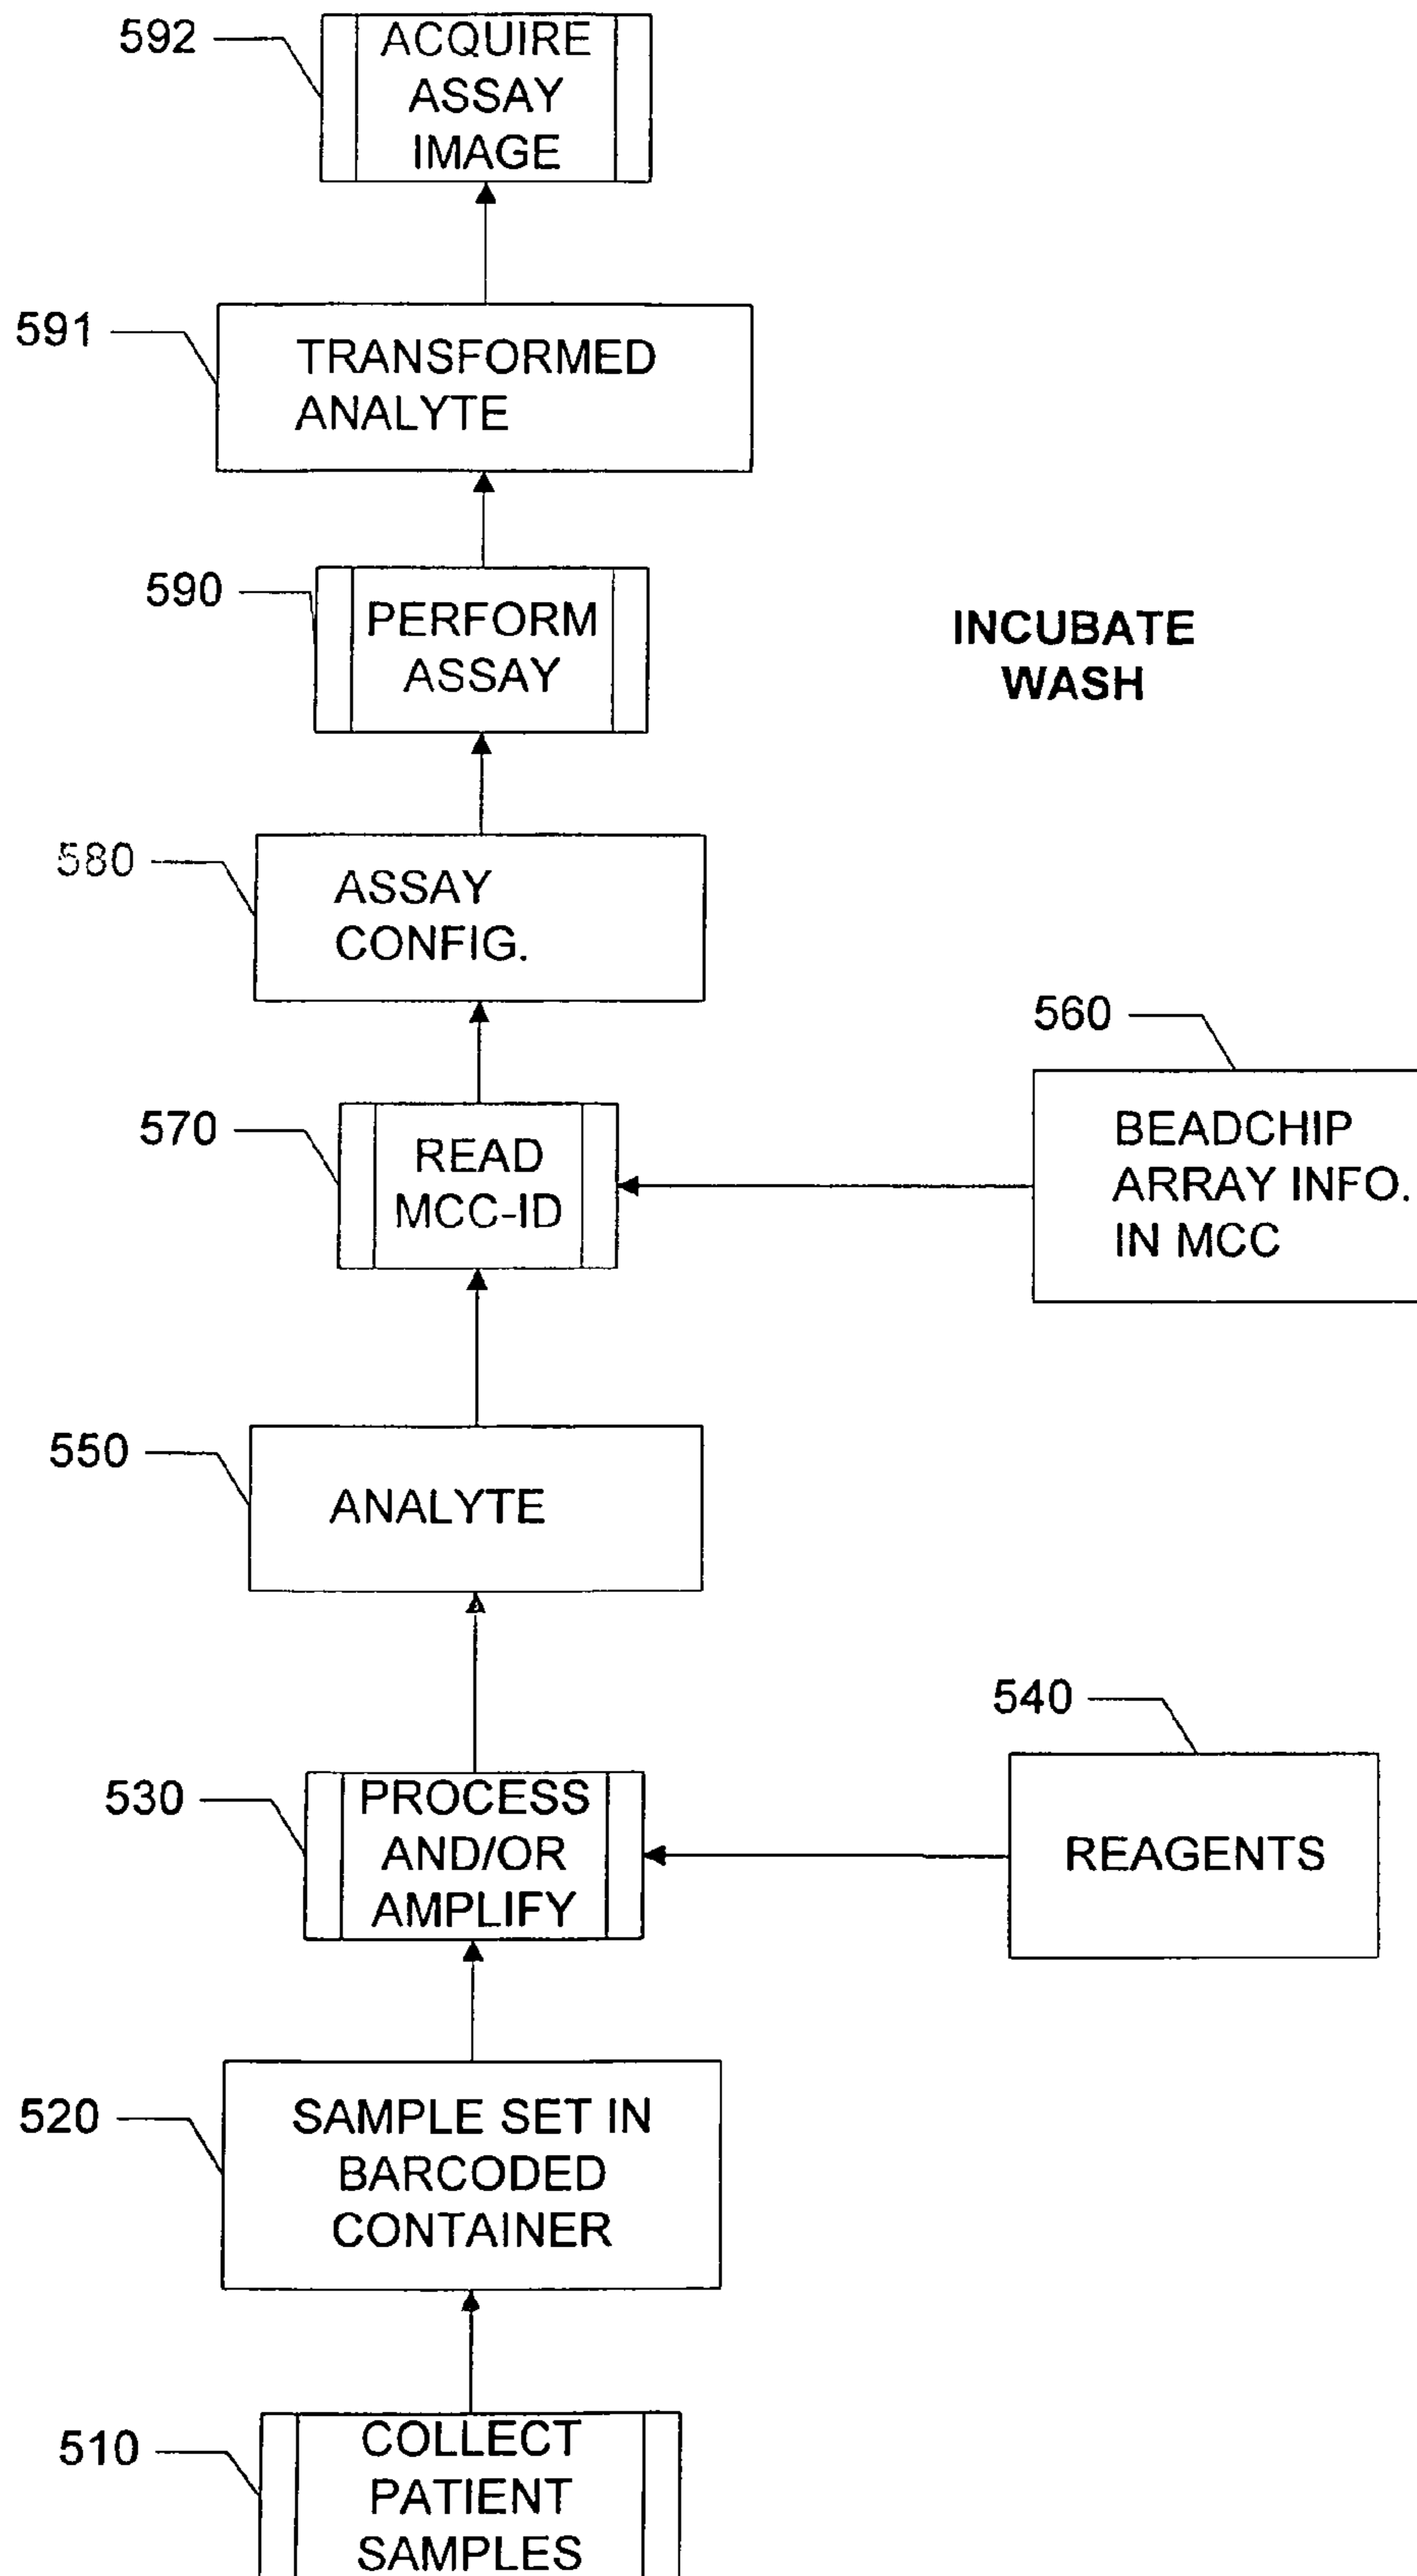 592
ACQUIRE
ASSAY
IMAGE
591
TRANSFORMED
ANALYTE
590
PERFORM
ASSAY
INCUBATE
WASH
580
ASSAY
CONFIG.
560
570
READ
MCC-ID
BEADCHIP
ARRAY INFO.
IN MCC
550
ANALYTE
540
530
PROCESS
AND/OR
AMPLIFY
REAGENTS
520
SAMPLE SET IN
BARCODED
CONTAINER
510
COLLECT
PATIENT
SAMPLES